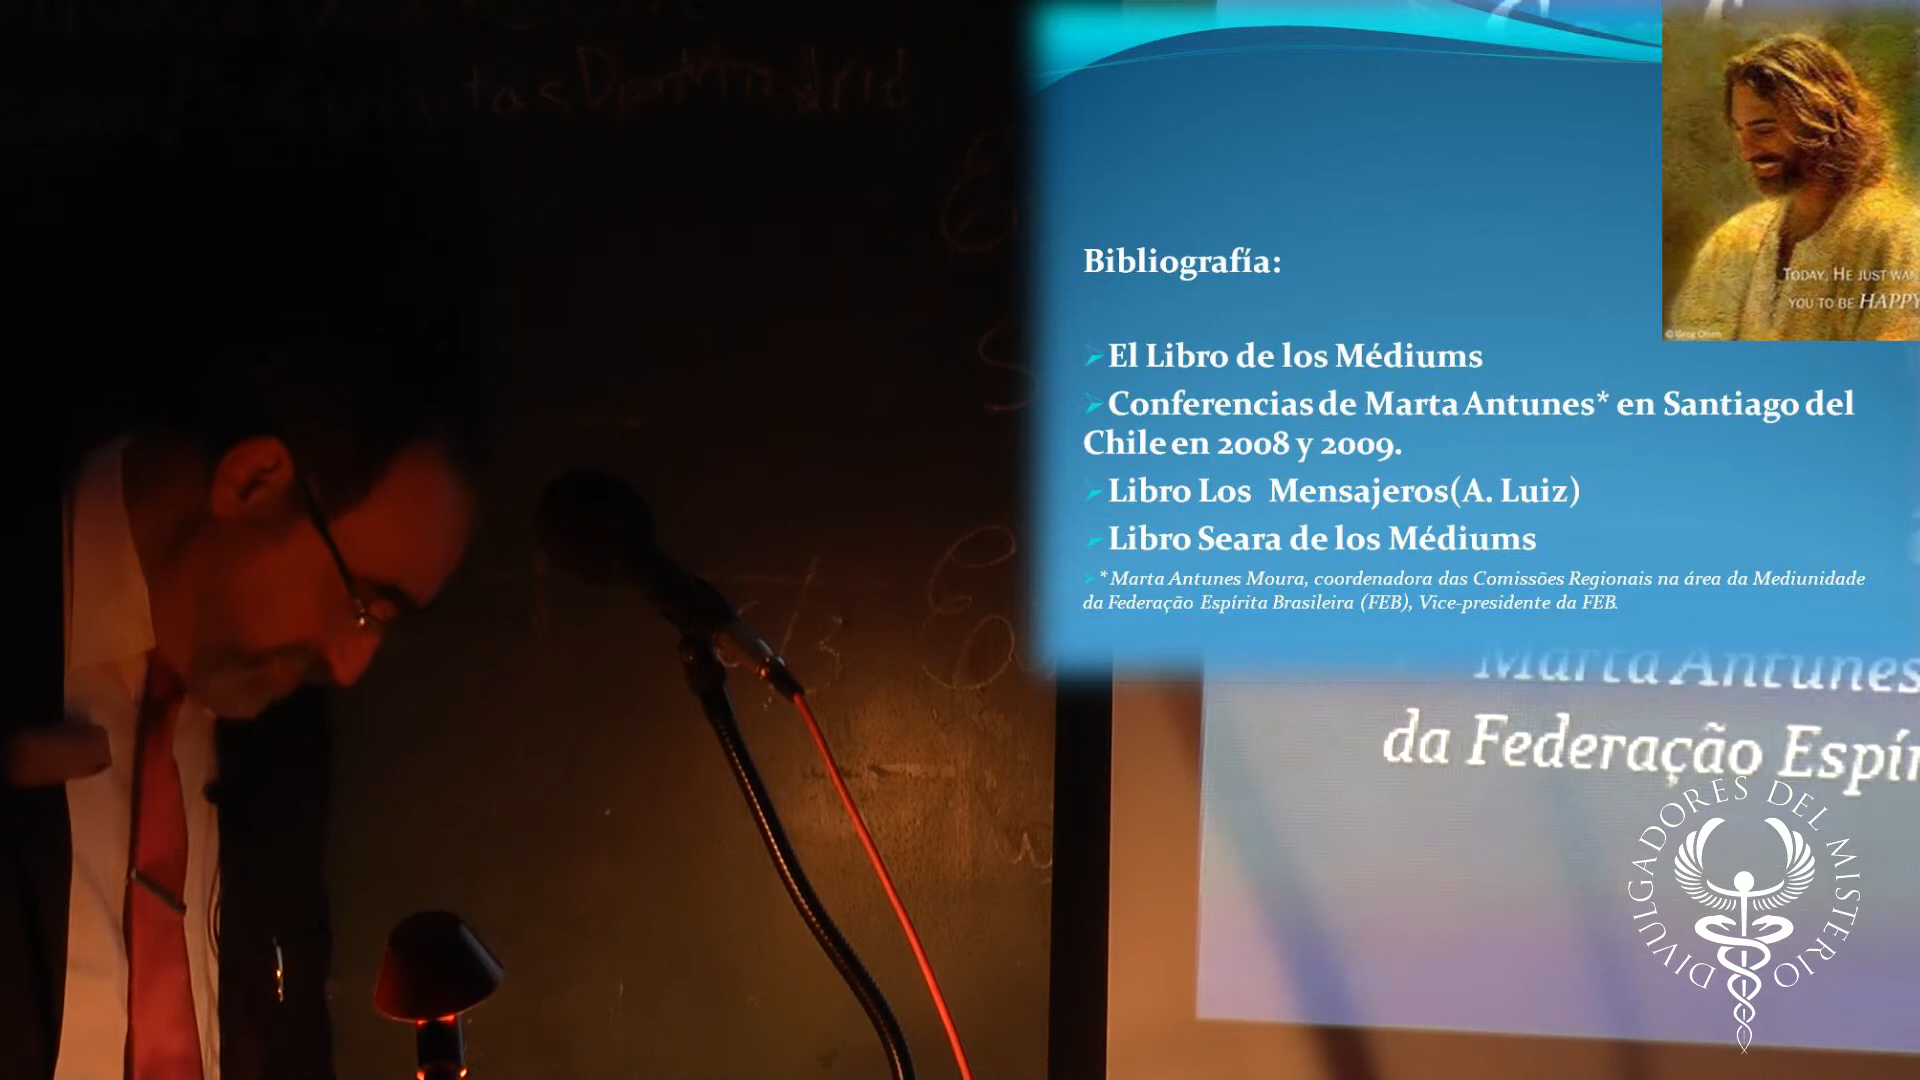 tasDeMadrid
Bibliografía:
El Libro de los Médiums
Conferencias de Marta Antunes* en Santiago del
Chile en 2008 y 2009.
Libro Los Mensajeros(A. Luiz)
Libro Seara de los Médiums
*Marta Antunes Moura, coordenadora das Comissões Regionais na área da Mediunidade
da Federação Espírita Brasileira (FEB), Vice-presidente da FEB.
TODAY, HE JUST
YOU TO BE HAPPY
Marta Antunes
da Federação
DIVULGADORES DEL MISTERIO